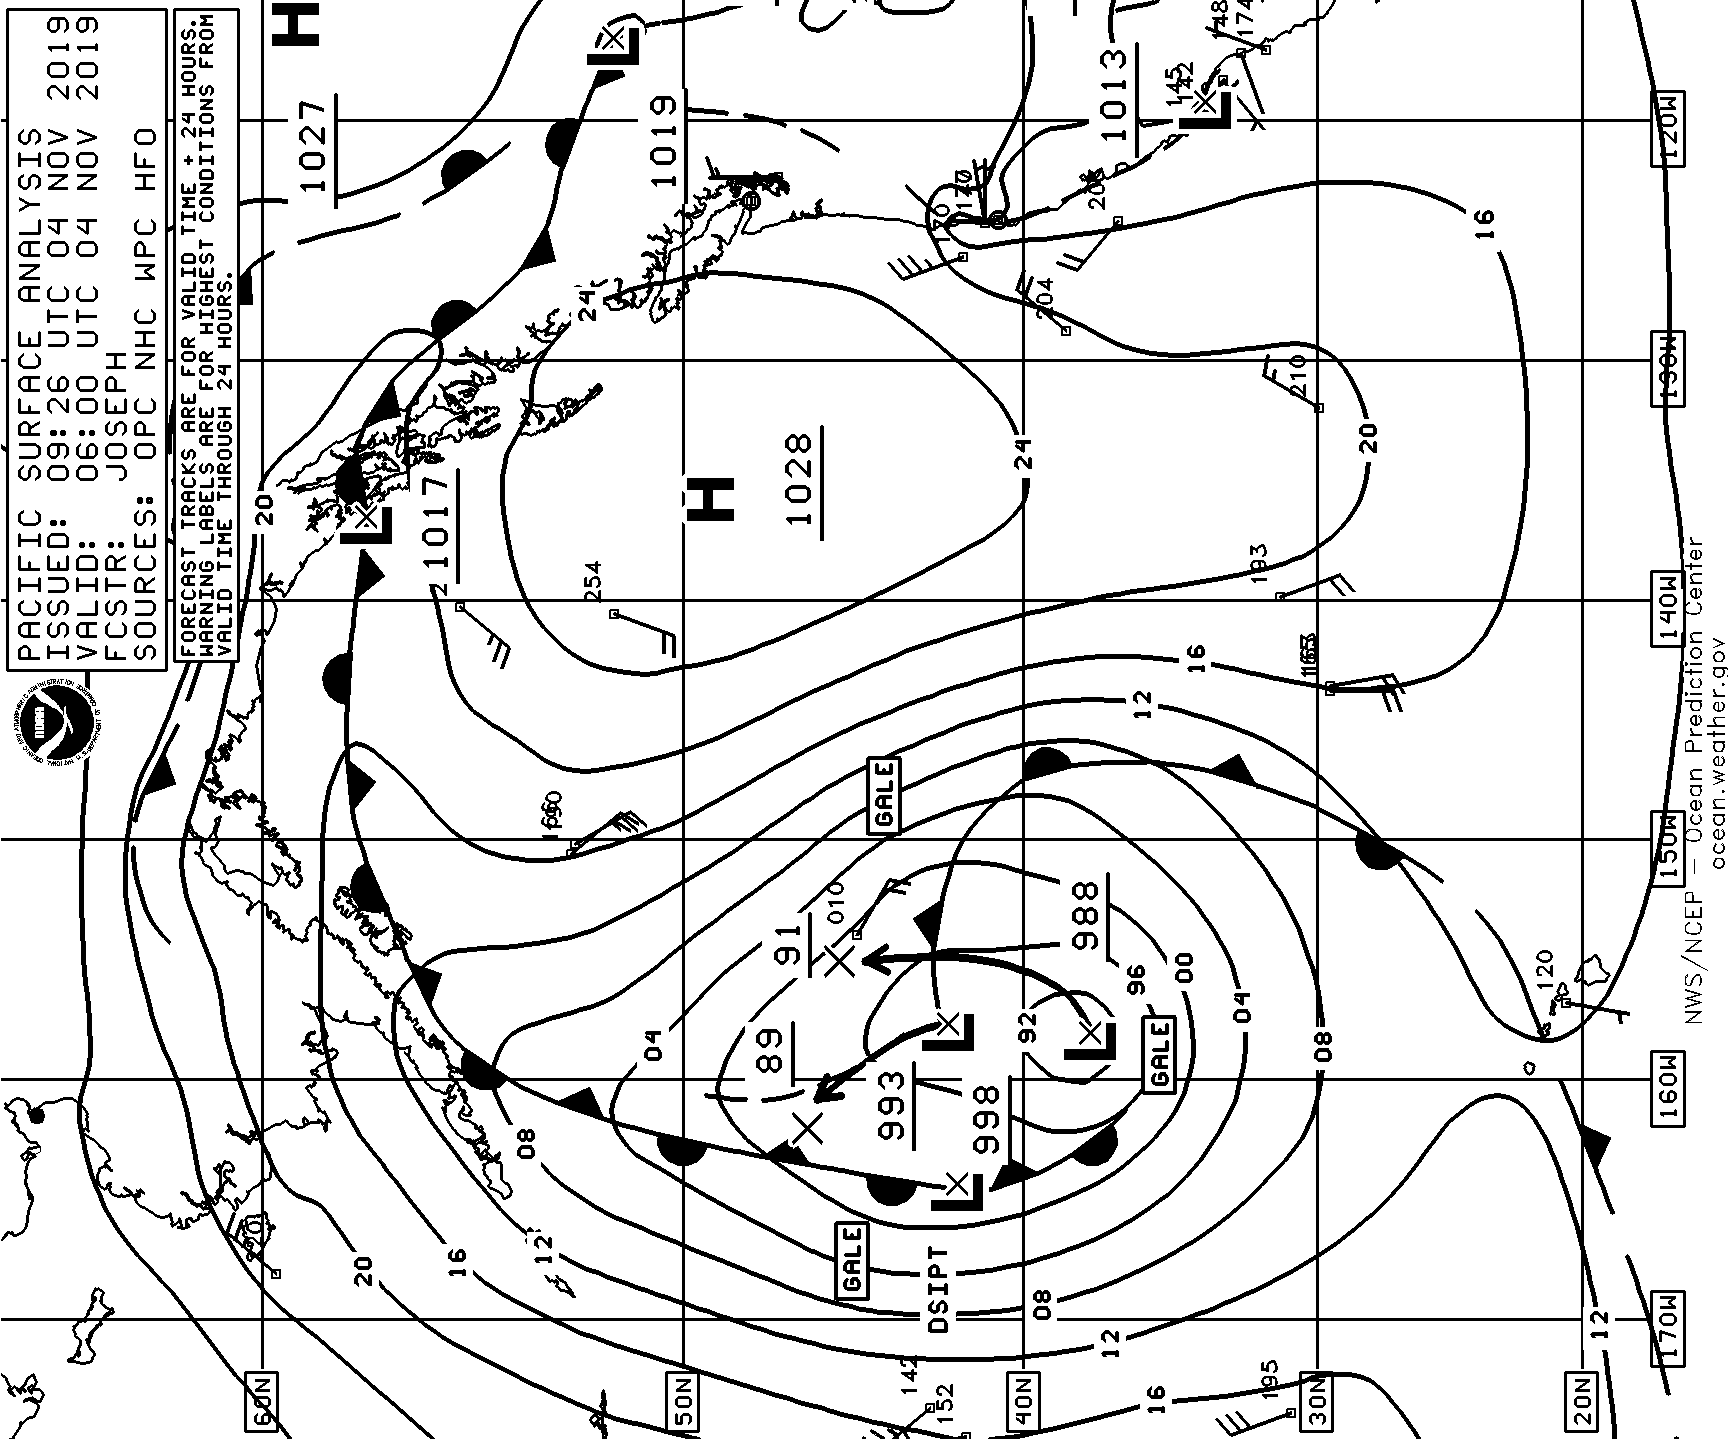 PACIFIC SURFACE ANALYSIS
ISSUED: 09:26 UTC 04 NOV 2019
VALID: 06:00 UTC 04 NOV 2019
FCSTR: JOSEPH
SOURCES: OPC NHC WPC HFO
FORECAST TRACKS ARE FOR VALID TIME + 24 HOURS.
WARNING LABELS ARE FOR HIGHEST CONDITIONS FROM
VALID TIME THROUGH 24 HOURS.
NOAA
H
1027
L
1019
1013
L
145
142
148
174
20
24
L
1017
H
1028
24
20
16
254
204
200
170
210
193
16
12
GALE
010
91
988
96
00
04
08
120
89
92
L
L
GALE
04
993
998
L
08
GALE
DSIPT
12
16
20
08
12
16
12
142
152
195
60N
50N
40N
30N
20N
120W
130W
140W
150W
160W
170W
NWS/NCEP – Ocean Prediction Center
ocean.weather.gov